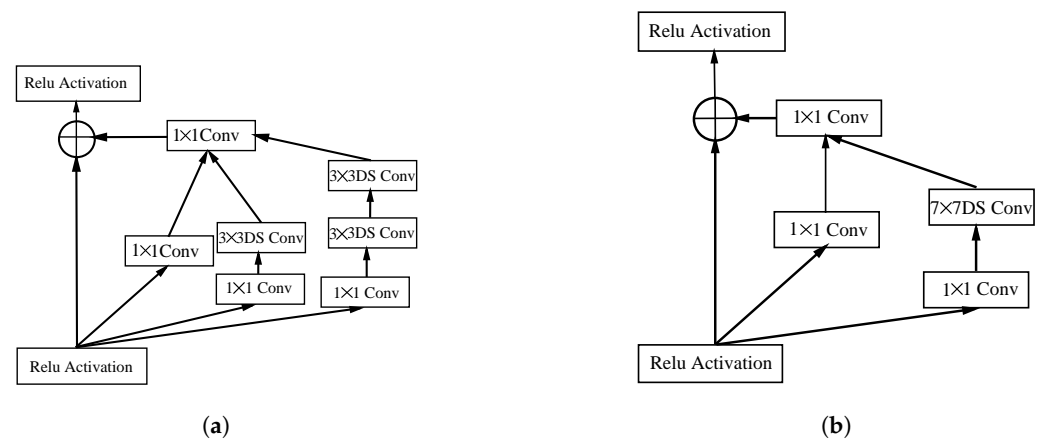 Relu Activation
1×1Conv
3×3DS Conv
3×3DS Conv
3×3DS Conv
1×1Conv
1×1 Conv
1×1 Conv
Relu Activation
(a)
Relu Activation
1×1 Conv
7×7DS Conv
1×1 Conv
1×1 Conv
Relu Activation
(b)